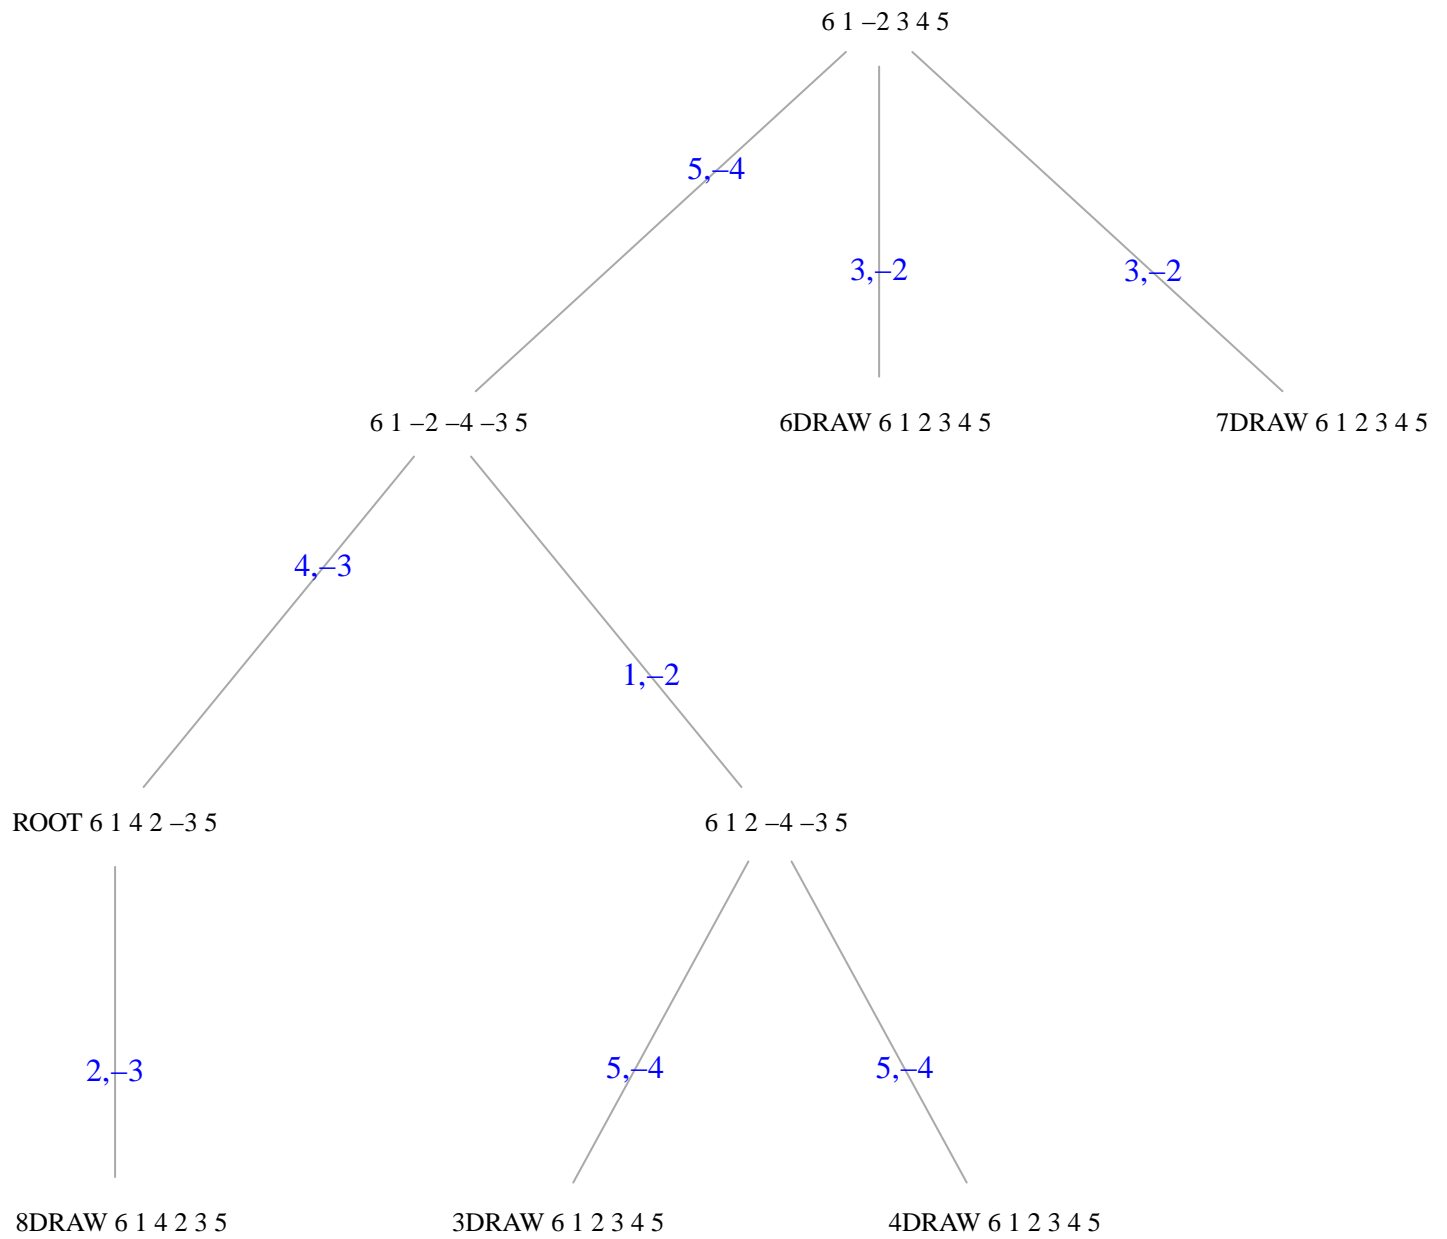 6 1 –2 3 4 5
5,–4
3,–2
3,–2
6 1 –2 –4 –3 5
6DRAW 6 1 2 3 4 5
7DRAW 6 1 2 3 4 5
4,–3
1,–2
ROOT 6 1 4 2 –3 5
6 1 2 –4 –3 5
2,–3
5,–4
5,–4
8DRAW 6 1 4 2 3 5
3DRAW 6 1 2 3 4 5
4DRAW 6 1 2 3 4 5